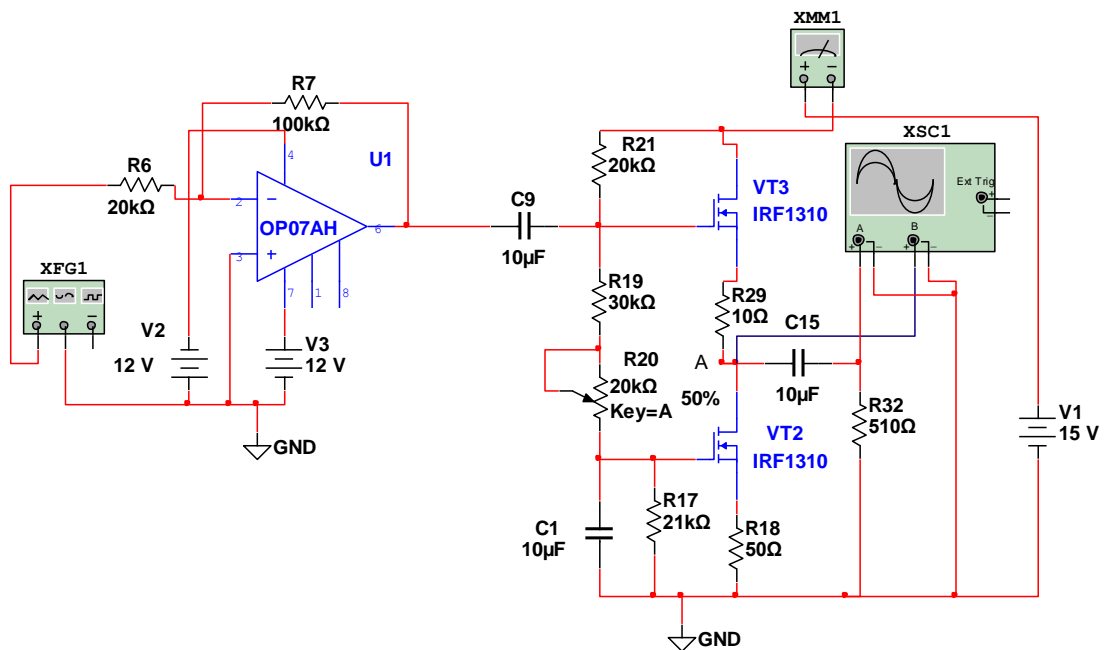 XMM1
+ −
R7
100kΩ
4
U1
R6
20kΩ
2
−
OP07AH
6
3
+
7
1
8
XFG1
+
−
V2
12 V
V3
12 V
GND
C9
10µF
R21
20kΩ
VT3
IRF1310
XSC1
Ext Trig
+
−
A
B
+ − + −
R19
30kΩ
R29
10Ω
C15
10µF
A
R20
20kΩ
Key=A
50%
VT2
IRF1310
R32
510Ω
V1
15 V
R17
21kΩ
R18
50Ω
C1
10µF
GND